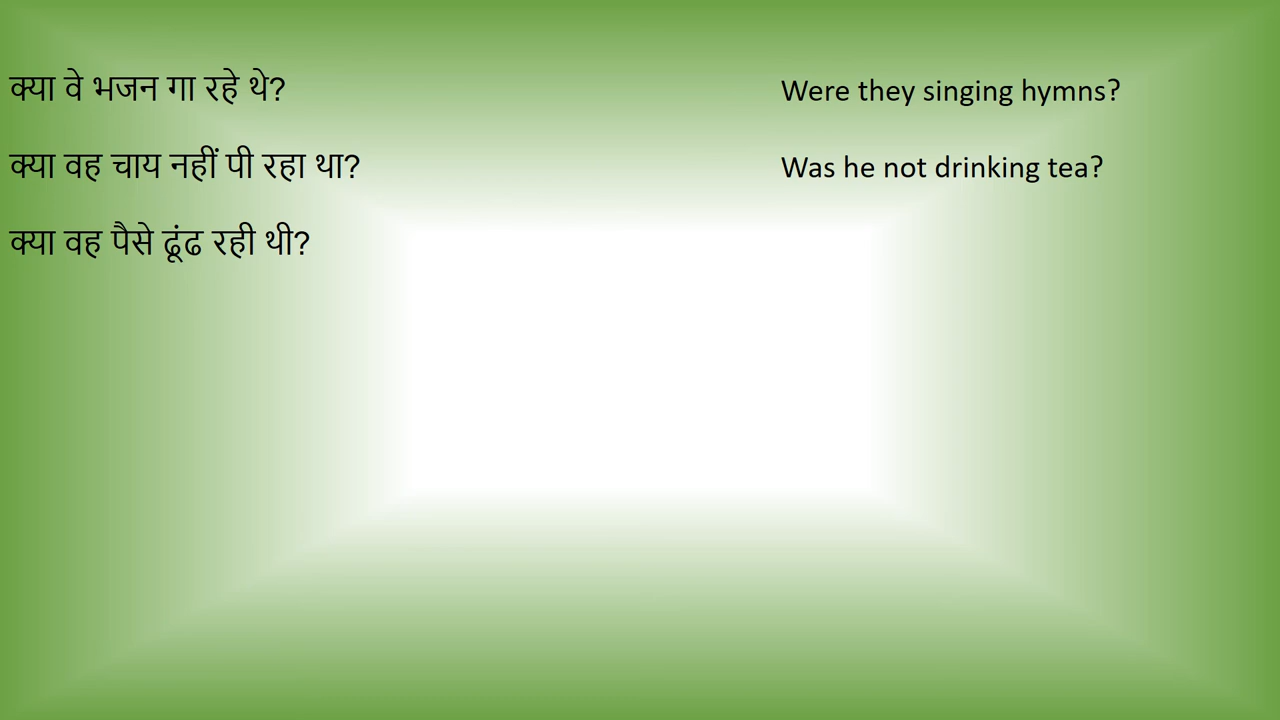 क्या वे भजन गा रहे थे? Were they singing hymns?
क्या वह चाय नहीं पी रहा था? Was he not drinking tea?
क्या वह पैसे ढूंढ रही थी?